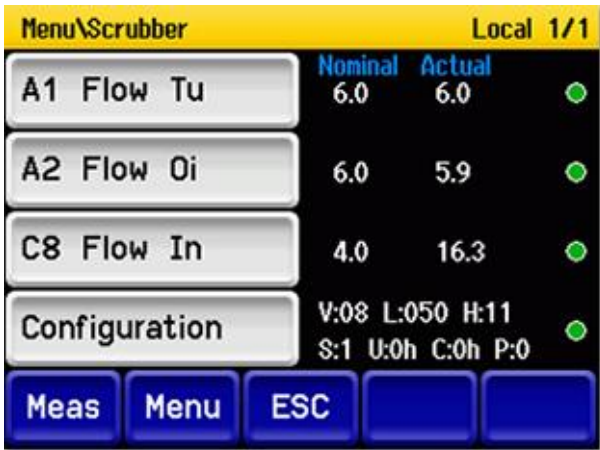 Menu\Scrubber Local 1/1
Nominal Actual
A1 Flow Tu 6.0 6.0
A2 Flow Oi 6.0 5.9
C8 Flow In 4.0 16.3
Configuration V:08 L:050 H:11
S:1 U:0h C:0h P:0
Meas Menu ESC